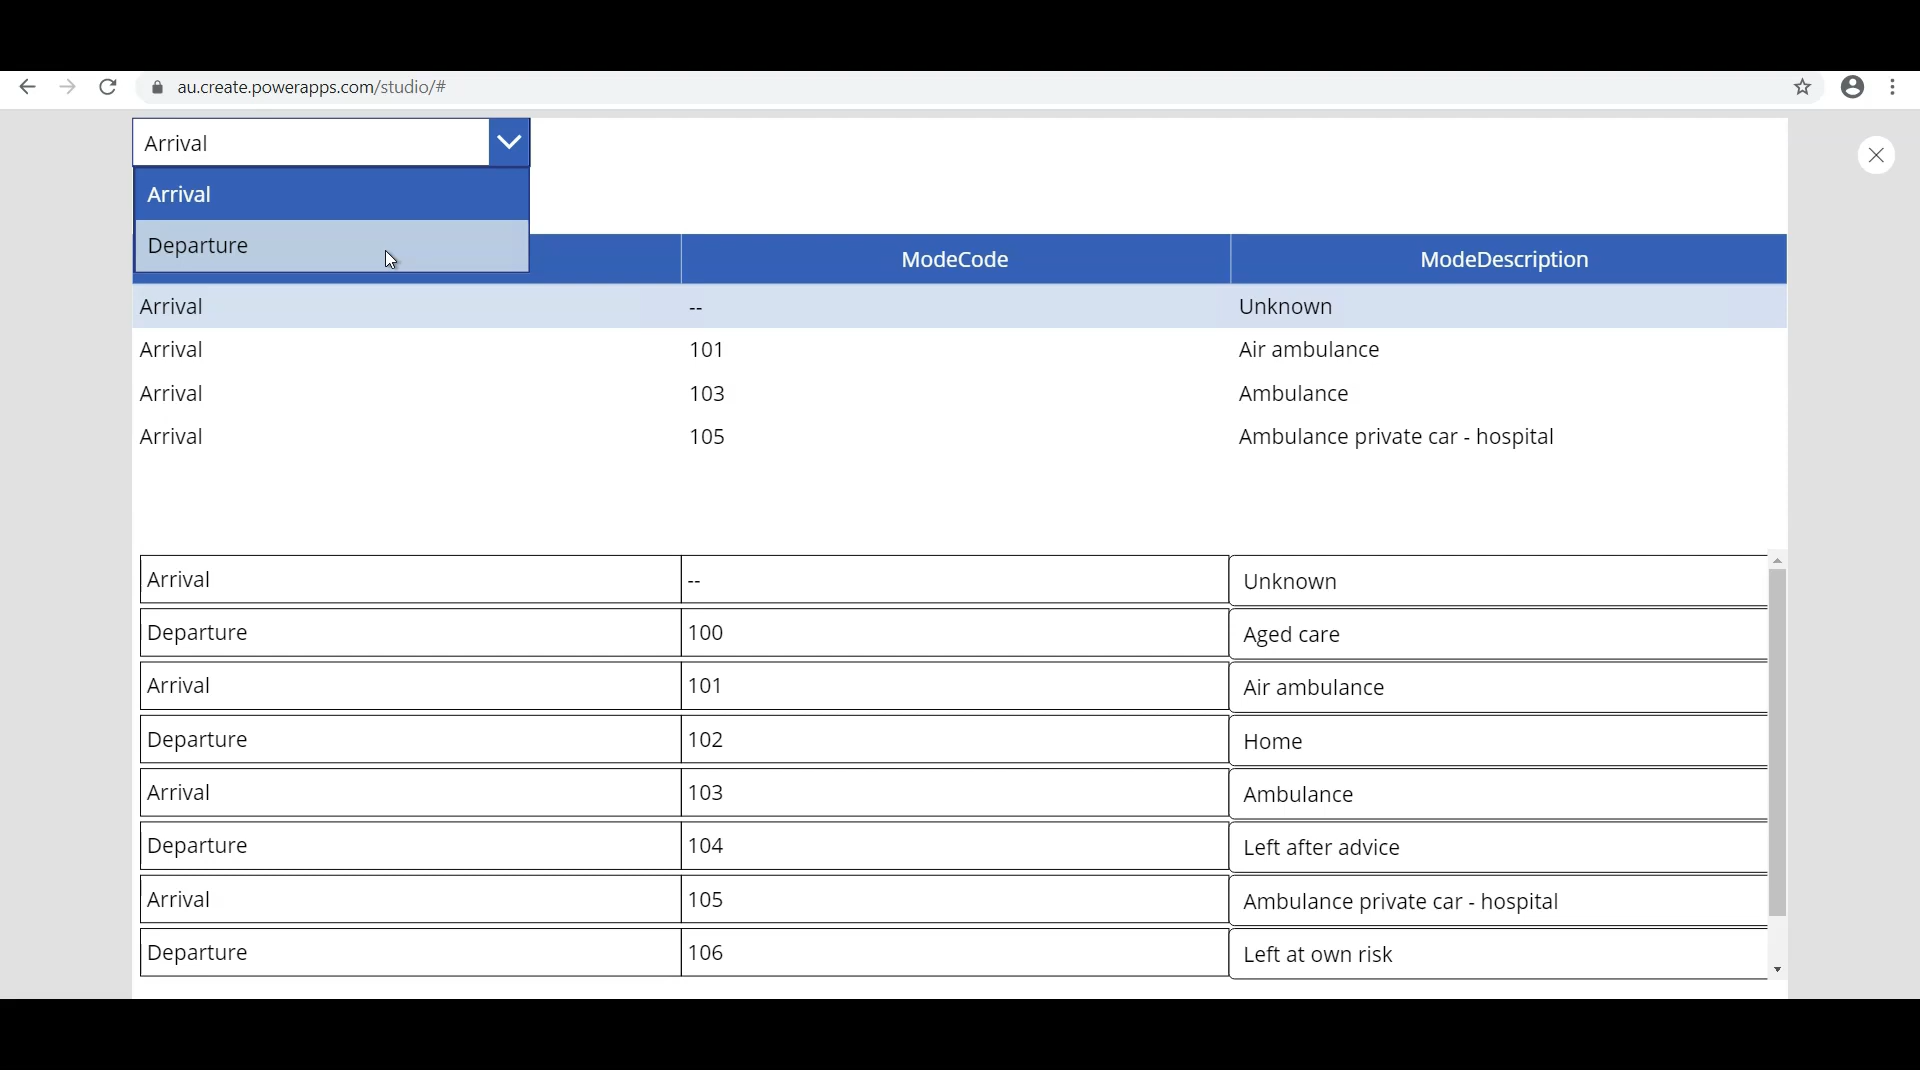 au.create.powerapps.com/studio/#
Arrival
Arrival
Departure
ModeCode ModeDescription
Arrival -- Unknown
Arrival 101 Air ambulance
Arrival 103 Ambulance
Arrival 105 Ambulance private car - hospital
Arrival -- Unknown
Departure 100 Aged care
Arrival 101 Air ambulance
Departure 102 Home
Arrival 103 Ambulance
Departure 104 Left after advice
Arrival 105 Ambulance private car - hospital
Departure 106 Left at own risk